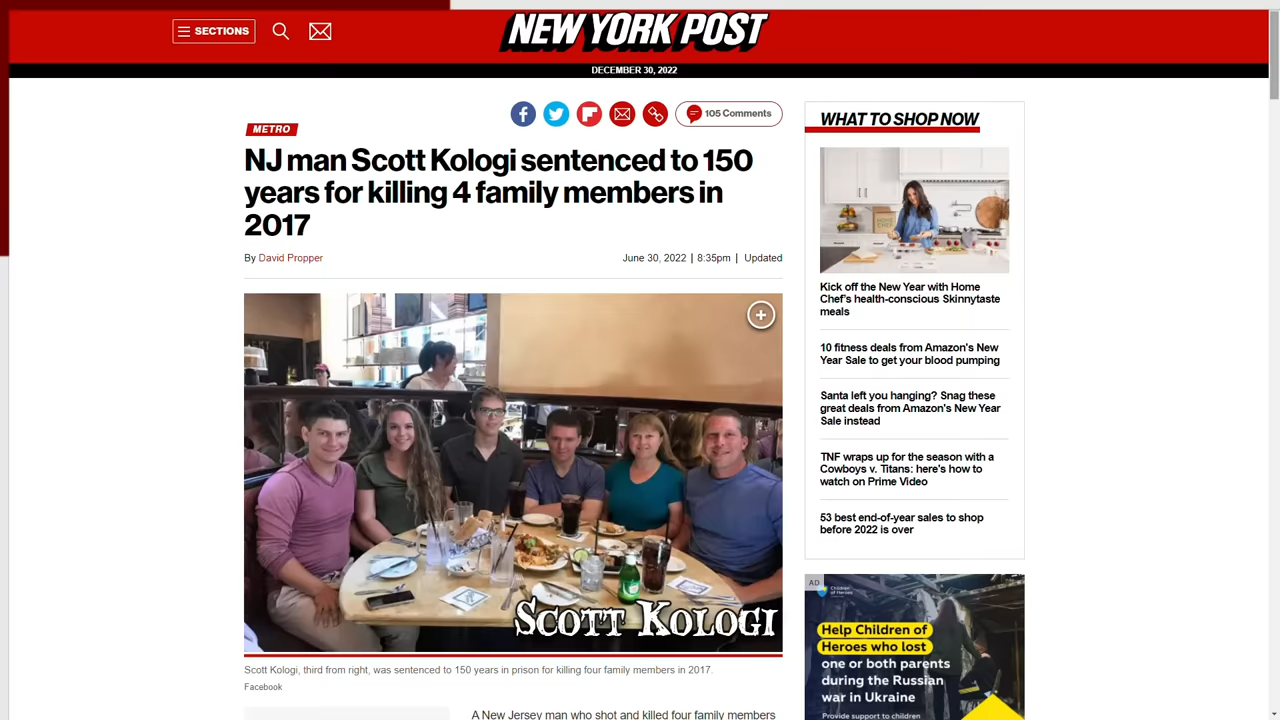 SECTIONS
NEW YORK POST
DECEMBER 30, 2022
105 Comments
METRO
NJ man Scott Kologi sentenced to 150
years for killing 4 family members in
2017
By David Propper
June 30, 2022 | 8:35pm | Updated
SCOTT KOLOGI
Scott Kologi, third from right, was sentenced to 150 years in prison for killing four family members in 2017.
Facebook
A New Jersey man who shot and killed four family members
WHAT TO SHOP NOW
Kick off the New Year with Home
Chef's health-conscious Skinnytaste
meals
10 fitness deals from Amazon's New
Year Sale to get your blood pumping
Santa left you hanging? Snag these
great deals from Amazon's New Year
Sale instead
TNF wraps up for the season with a
Cowboys v. Titans: here's how to
watch on Prime Video
53 best end-of-year sales to shop
before 2022 is over
AD
Children
of Heroes
Help Children of
Heroes who lost
one or both parents
during the Russian
war in Ukraine
Provide support to children